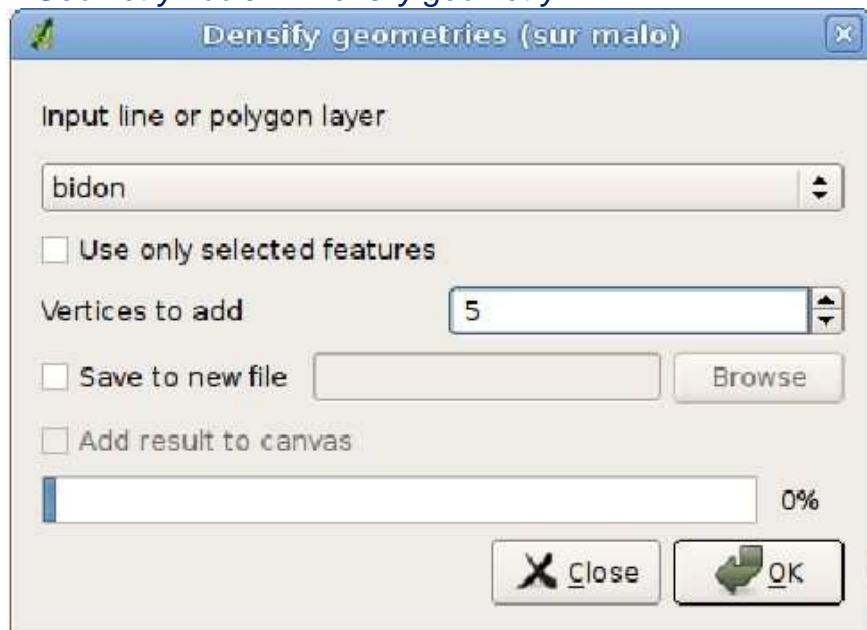 Densify geometries (sur malo)
Input line or polygon layer
bidon
Use only selected features
Vertices to add 5
Save to new file Browse
Add result to canvas
0%
Close OK